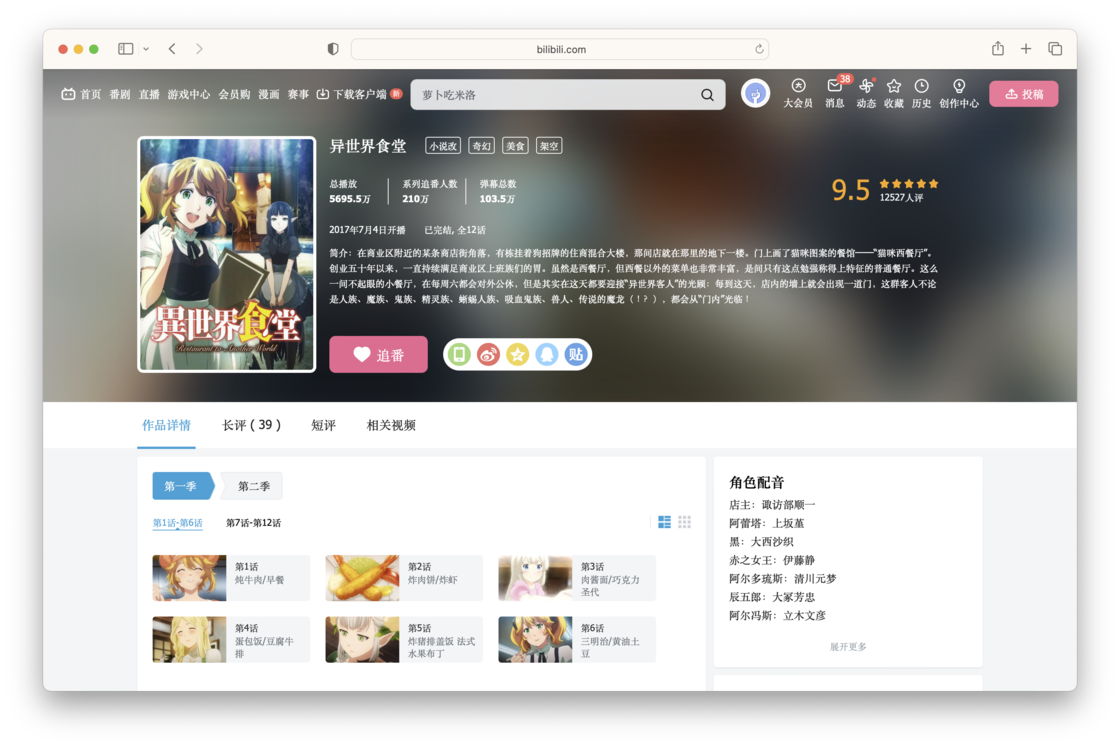 bilibili.com
首页 番剧 直播 游戏中心 会员购 漫画 赛事 下载客户端 新
萝卜吃米洛
大会员 消息 38 动态 收藏 历史 创作中心 投稿
異世界食堂
Restaurant to Another World
异世界食堂 小说改 奇幻 美食 架空
总播放 系列追番人数 弹幕总数
5695.5万 210万 103.5万
9.5 12527人评
2017年7月4日开播 已完结, 全12话
简介：在商业区附近的某条商店街角落，有栋挂着狗招牌的住商混合大楼，那间店就在那里的地下一楼。门上画了猫咪图案的餐馆——“猫咪西餐厅”。
创业五十年以来，一直持续满足商业区上班族们的胃。虽然是西餐厅，但西餐以外的菜单也非常丰富，是间只有这点勉强称得上特征的普通餐厅。这么
一间不起眼的小餐厅，在每周六都会对外公休，但是其实在这天都要迎接“异世界客人”的光顾：每到这天，店内的墙上就会出现一道门，这群客人不论
是人族、魔族、鬼族、精灵族、蜥蜴人族、吸血鬼族、兽人、传说的魔龙（！？），都会从“门内”光临！
追番
贴
作品详情 长评 ( 39 ) 短评 相关视频
第一季 第二季
第1话-第6话 第7话-第12话
第1话
炖牛肉/早餐
第2话
炸肉饼/炸虾
第3话
肉酱面/巧克力
圣代
第4话
蛋包饭/豆腐牛
排
第5话
炸猪排盖饭 法式
水果布丁
第6话
三明治/黄油土
豆
角色配音
店主：诹访部顺一
阿蕾塔：上坂堇
黑：大西沙织
赤之女王：伊藤静
阿尔多琉斯：清川元梦
辰五郎：大冢芳忠
阿尔冯斯：立木文彦
展开更多